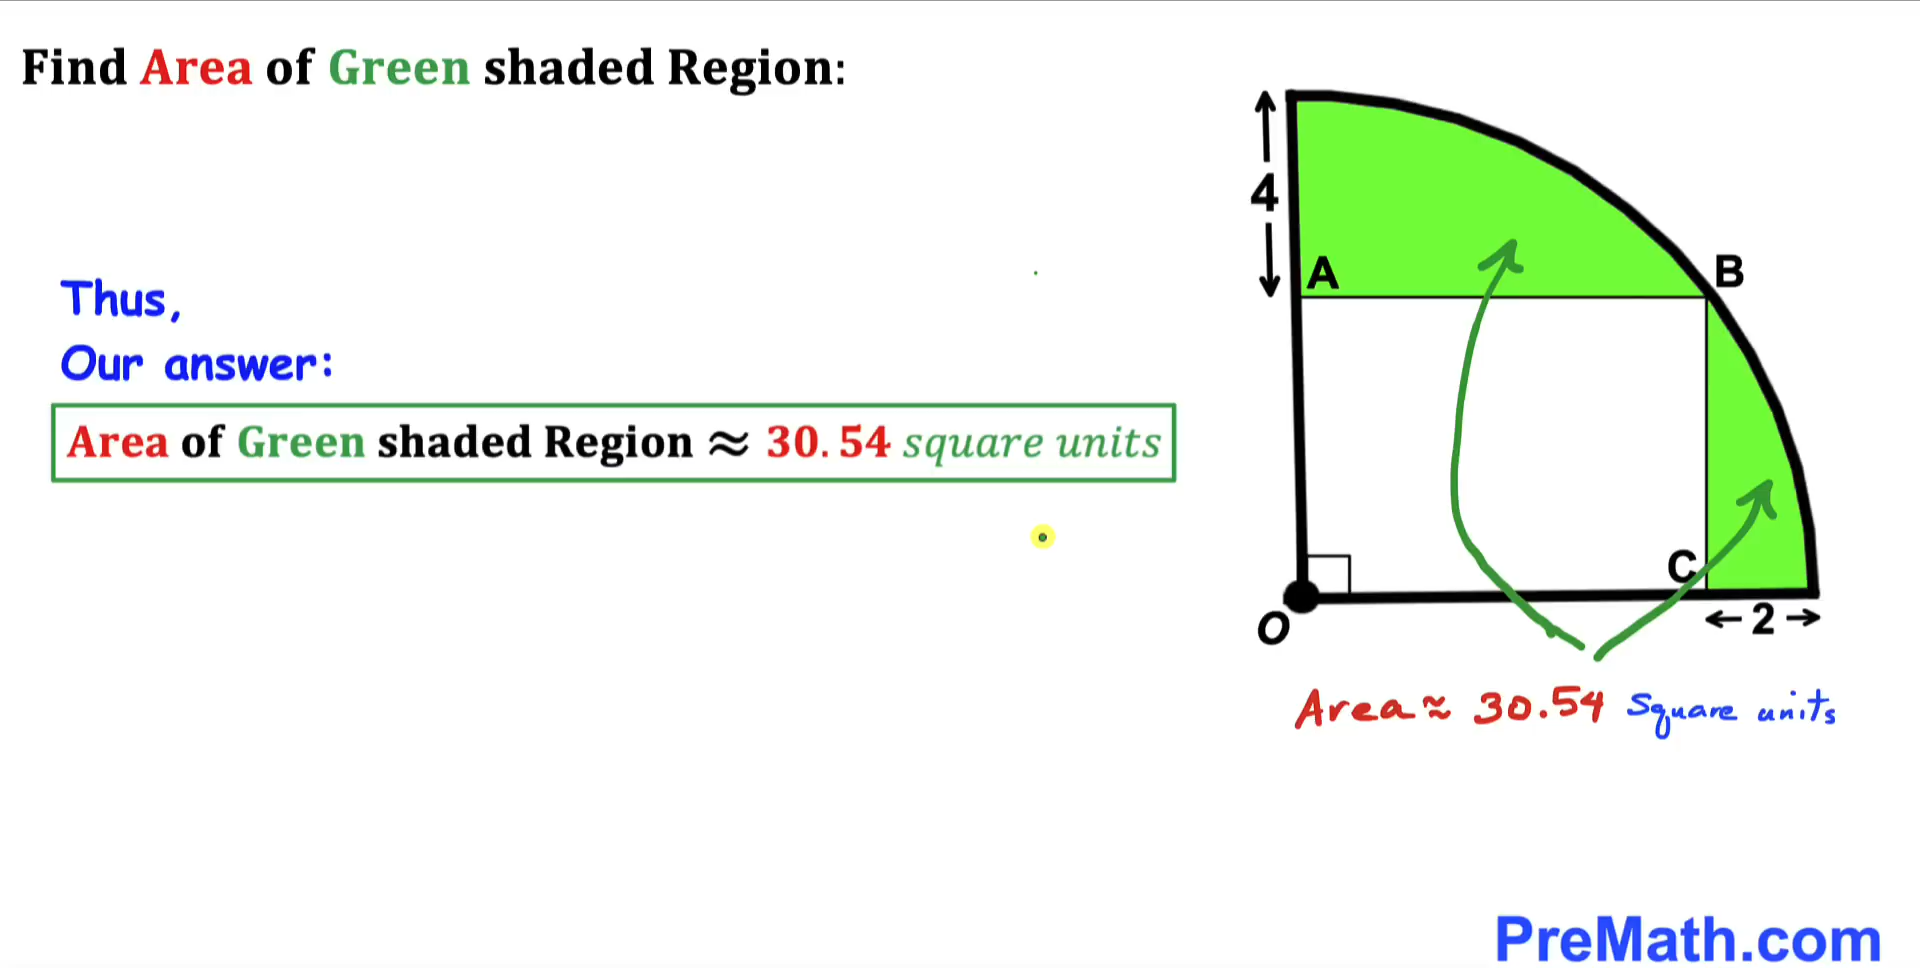 Find Area of Green shaded Region:
4
A
B
Thus,
Our answer:
Area of Green shaded Region ≈ 30.54 square units
C
2
O
Area ≈ 30.54 Square units
PreMath.com